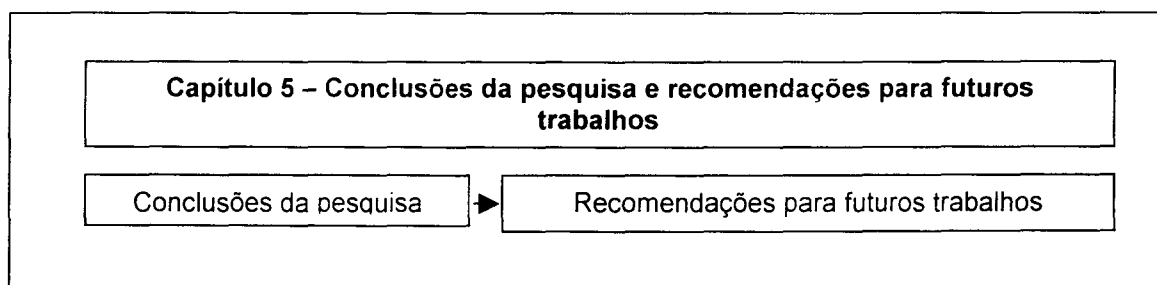 Capítulo 5 – Conclusões da pesquisa e recomendações para futuros
trabalhos
Conclusões da pesquisa
Recomendações para futuros trabalhos